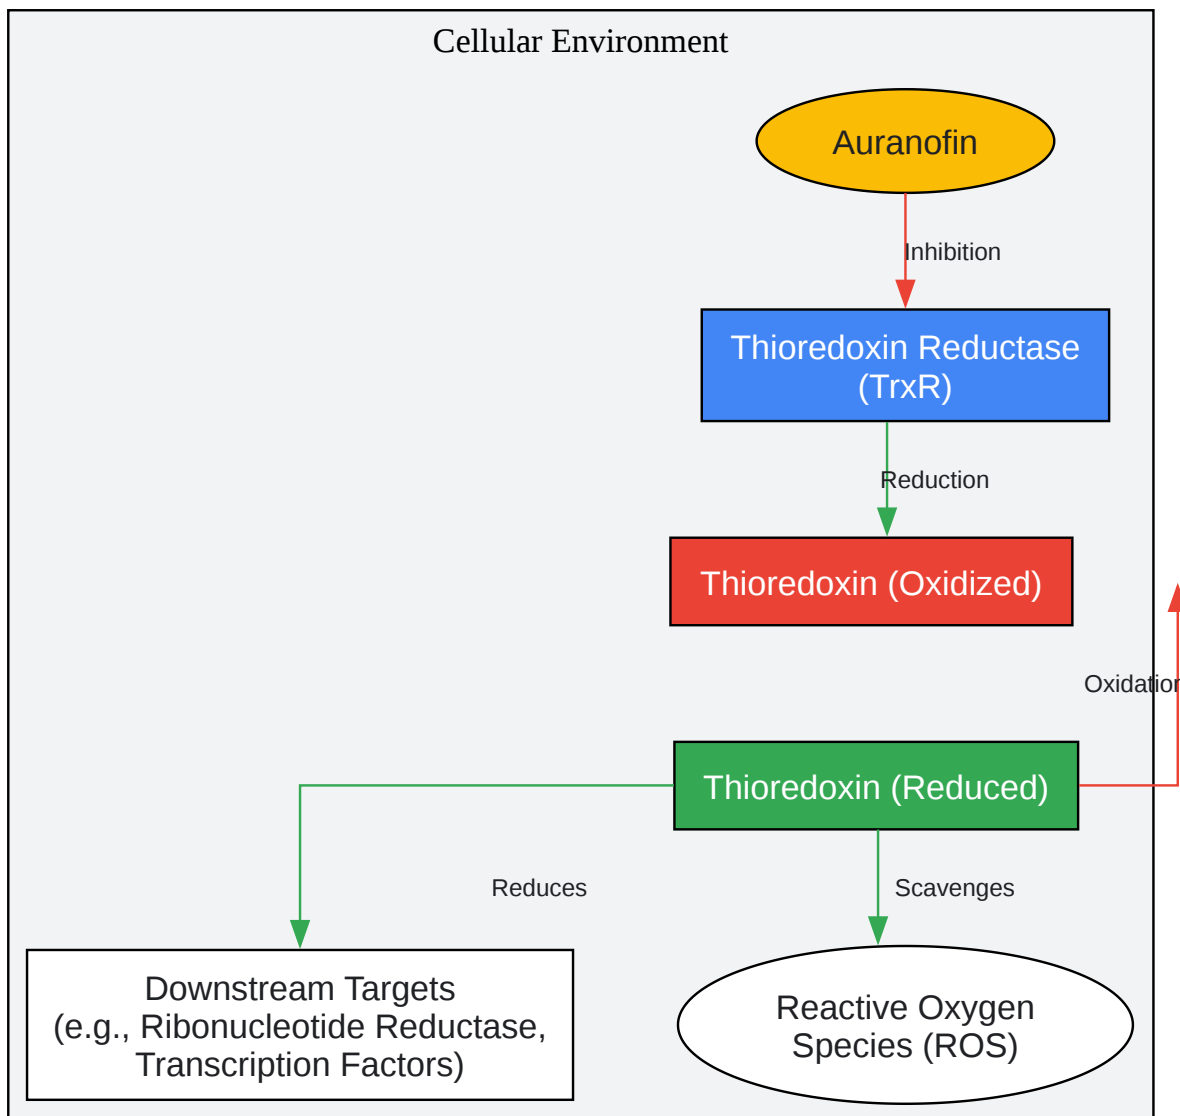 Cellular Environment
Auranofin
Inhibition
Thioredoxin Reductase
(TrxR)
Reduction
Thioredoxin (Oxidized)
Oxidation
Thioredoxin (Reduced)
Reduces
Scavenges
Downstream Targets
(e.g., Ribonucleotide Reductase,
Transcription Factors)
Reactive Oxygen
Species (ROS)